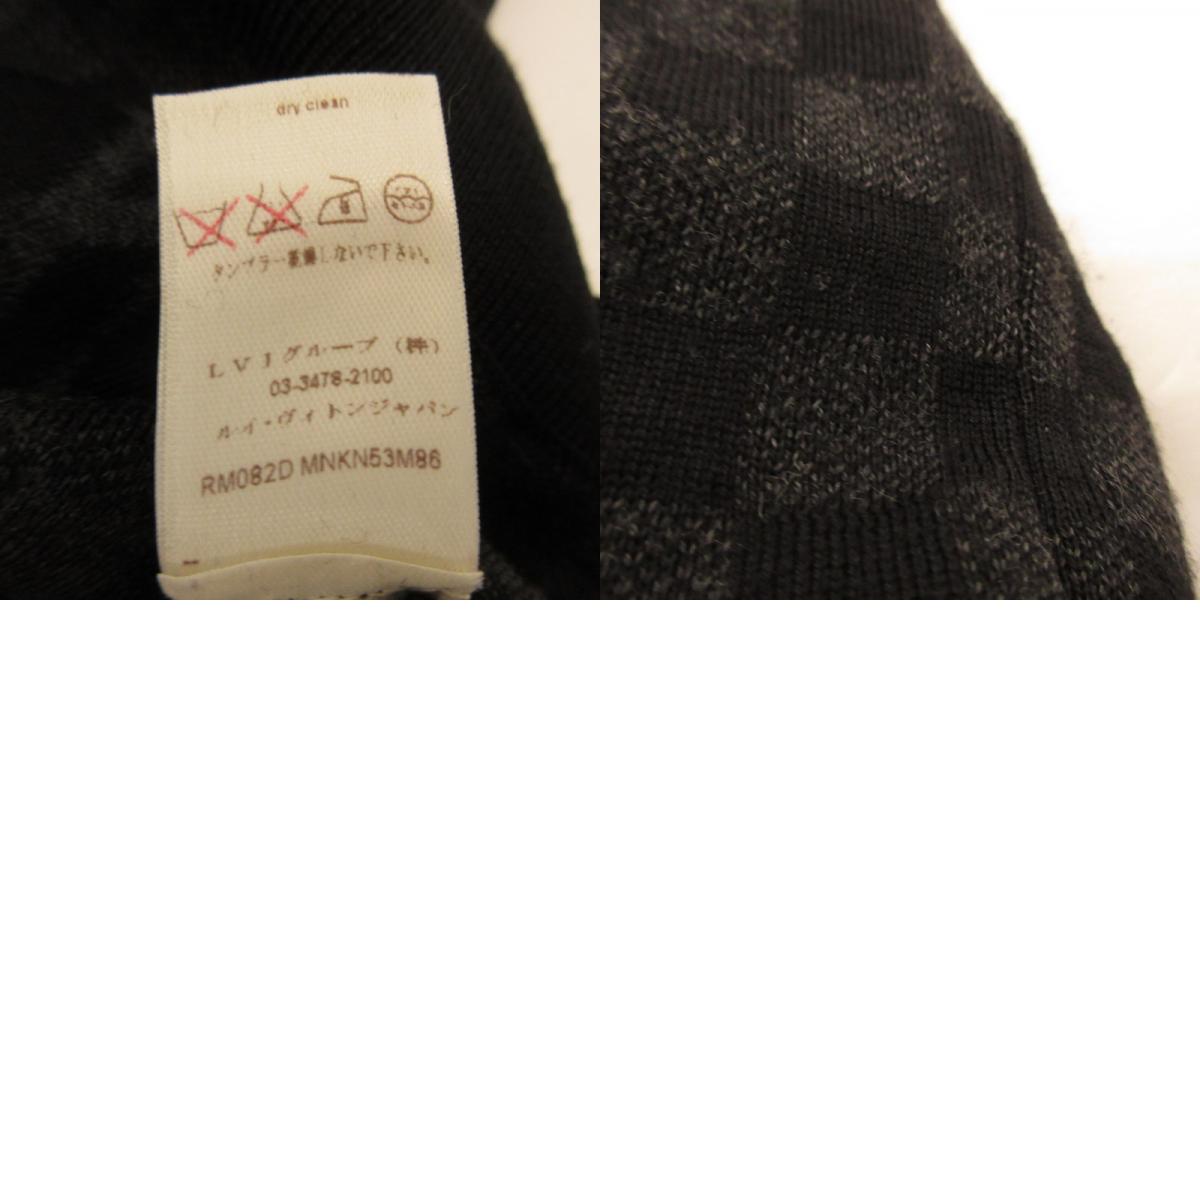 dry clean
タンブラー乾燥しないで下さい。
LVJグループ（株）
03-3478-2100
ルイ・ヴィトンジャパン
RM082D MNKN53M86